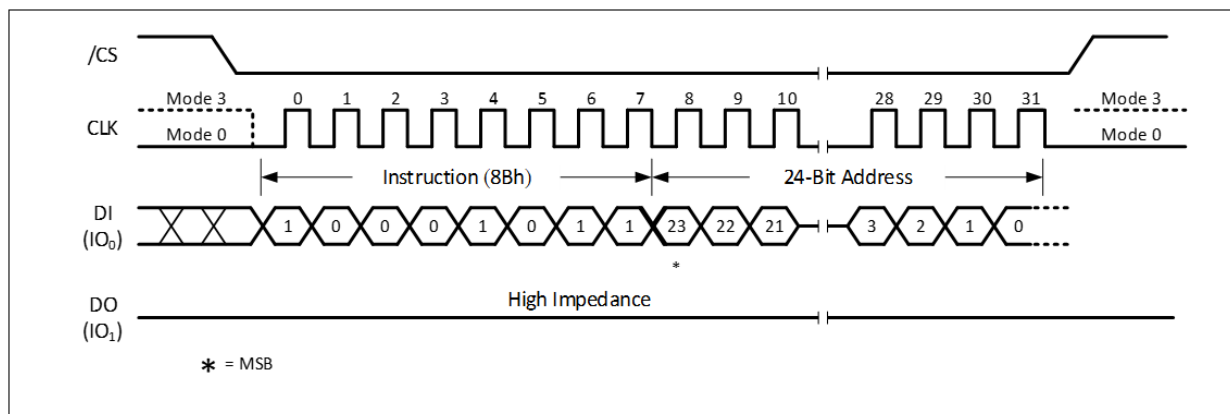 /CS
Mode 3 0 1 2 3 4 5 6 7 8 9 10 28 29 30 31 Mode 3
CLK
Mode 0 Mode 0
Instruction (8Bh) 24-Bit Address
DI
(IO₀)
1 0 0 0 1 0 1 1 23 22 21 3 2 1 0
*
High Impedance
DO
(IO₁)
* = MSB